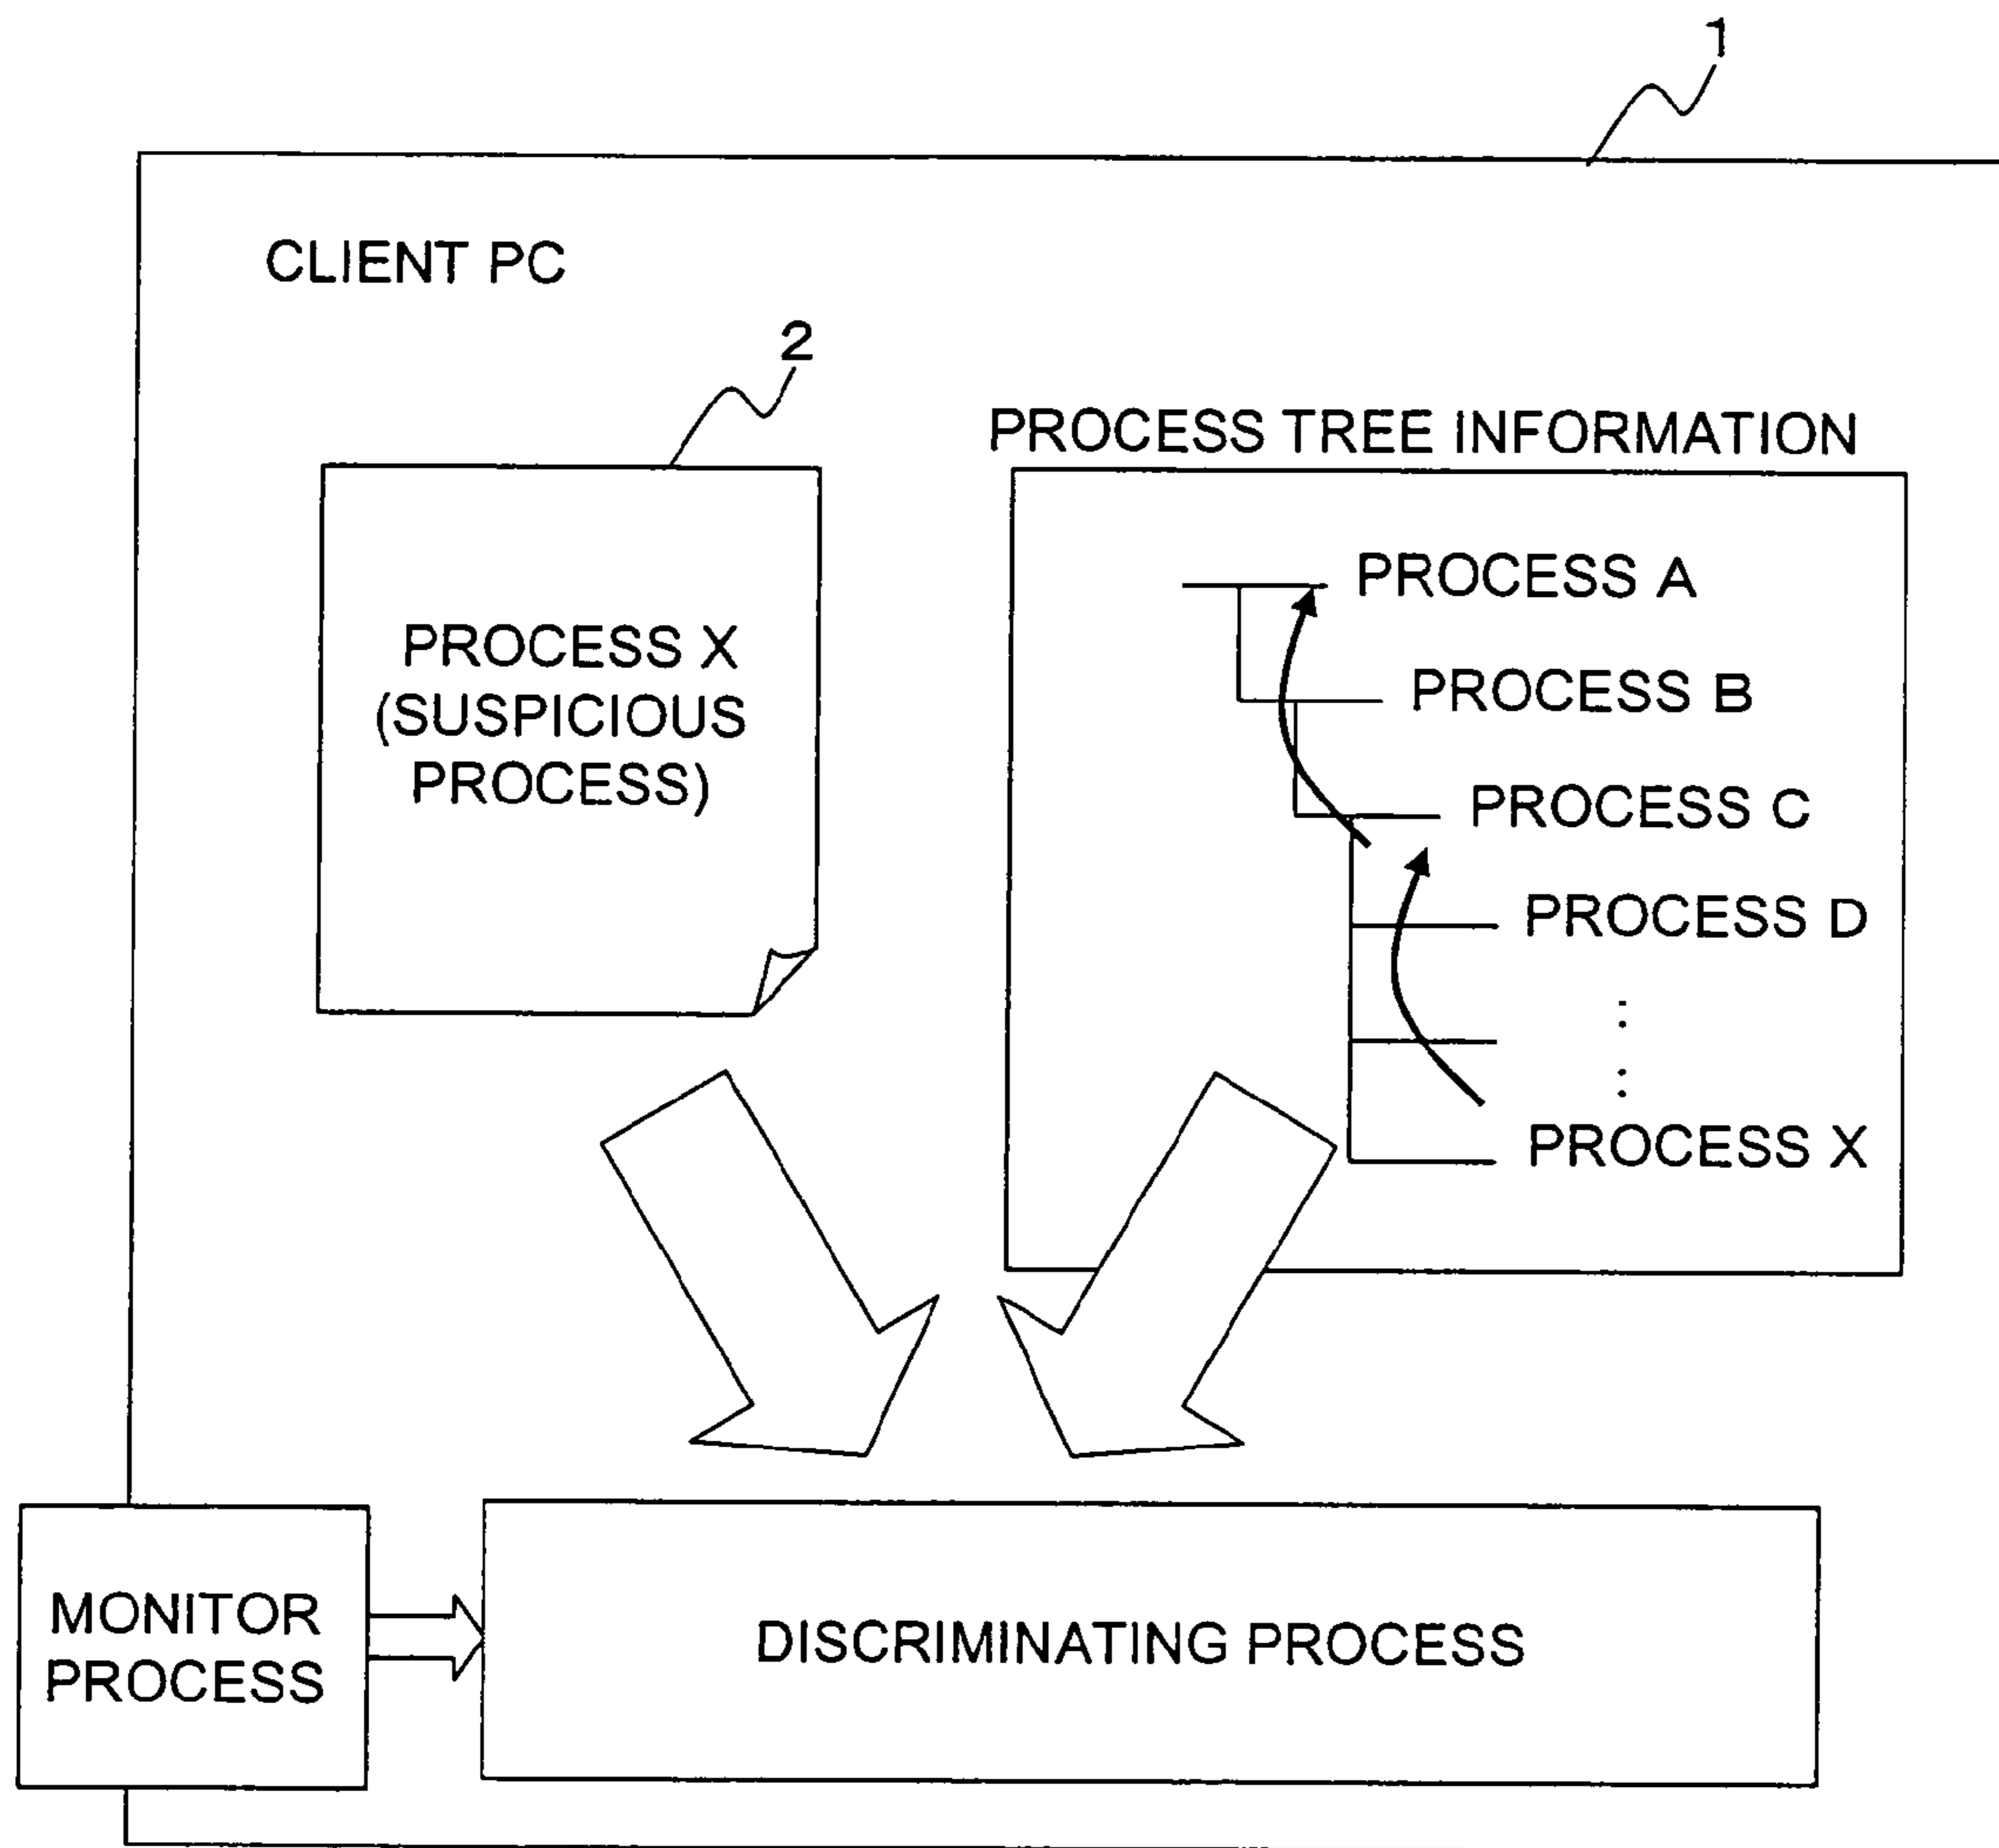 1
CLIENT PC
2
PROCESS TREE INFORMATION
PROCESS X
(SUSPICIOUS
PROCESS)
PROCESS A
PROCESS B
PROCESS C
PROCESS D
PROCESS X
MONITOR
PROCESS
DISCRIMINATING PROCESS